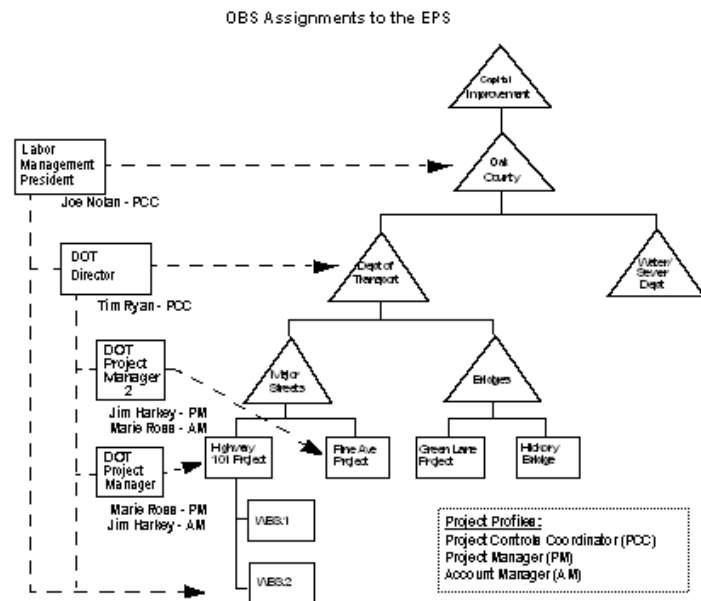 OBS Assignments to the EPS
Capital
Improvement
Labor
Management
President
Oak
County
Joe Nolan - PCC
DOT
Director
Dept of
Transport
Water/
Sewer
Dept
Tim Ryan - PCC
DOT
Project
Manager
2
Major
Streets
Bridges
Jim Harkey - PM
Marie Ross - AM
Highway
101 Project
Pine Ave
Project
Green Lane
Project
Hickory
Bridge
DOT
Project
Manager
Marie Ross - PM
Jim Harkey - AM
WBS:1
WBS:2
Project Profiles:
Project Controls Coordinator (PCC)
Project Manager (PM)
Account Manager (AM)